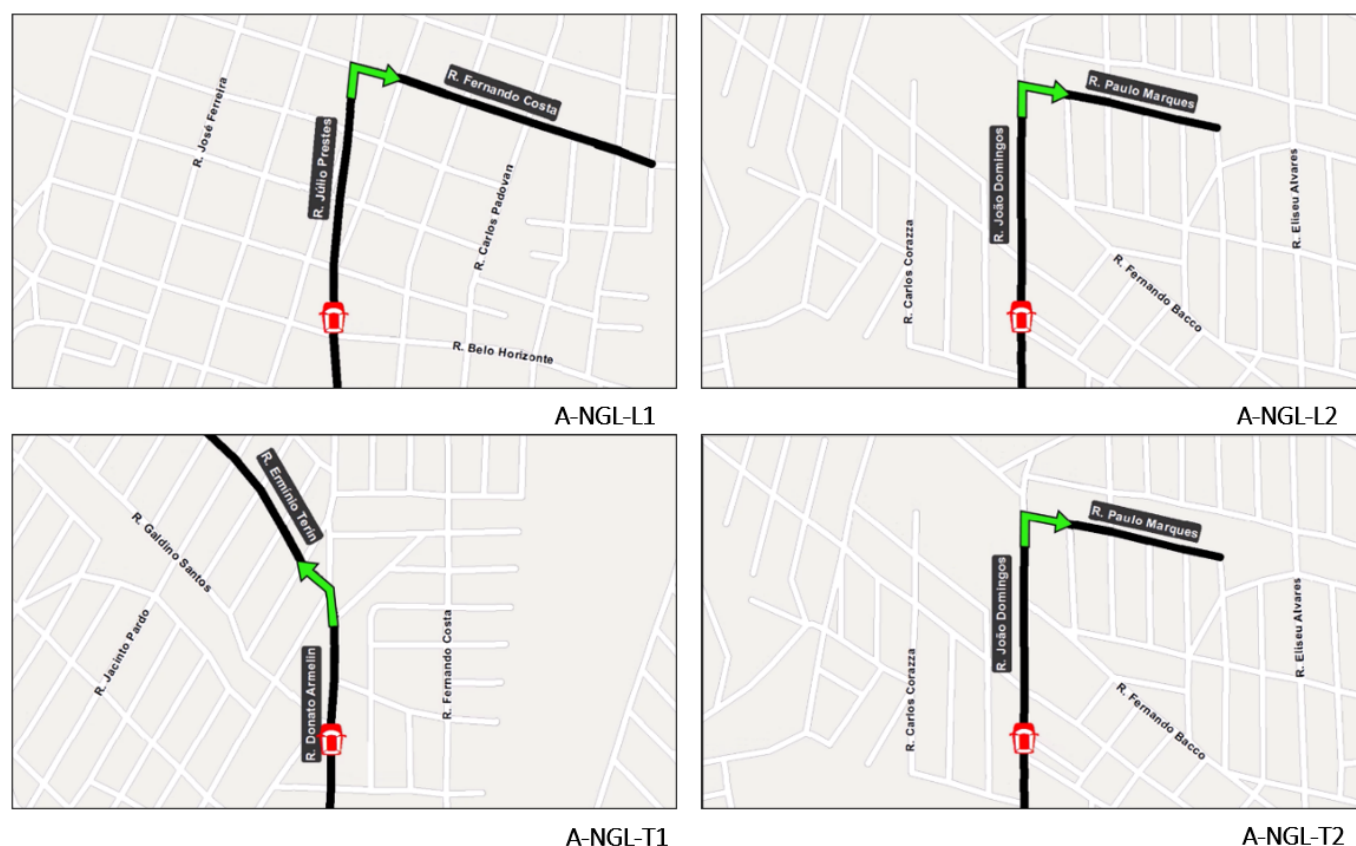 R. José Ferreira
R. Júlio Prestes
R. Fernando Costa
R. Carlos Padovan
R. Belo Horizonte
A-NGL-L1
R. Carlos Corazza
R. João Domingos
R. Paulo Marques
R. Eliseu Alvares
R. Fernando Bacco
A-NGL-L2
R. Ermínio Terin
R. Galdino Santos
R. Jacinto Pardo
R. Donato Armelin
R. Fernando Costa
A-NGL-T1
R. Paulo Marques
R. João Domingos
R. Carlos Corazza
R. Eliseu Alvares
R. Fernando Bacco
A-NGL-T2